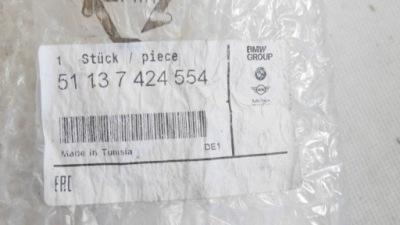 1 Stück / piece
51 13 7 424 554
BMW
GROUP
Made in Tunisia
DE1
EAC